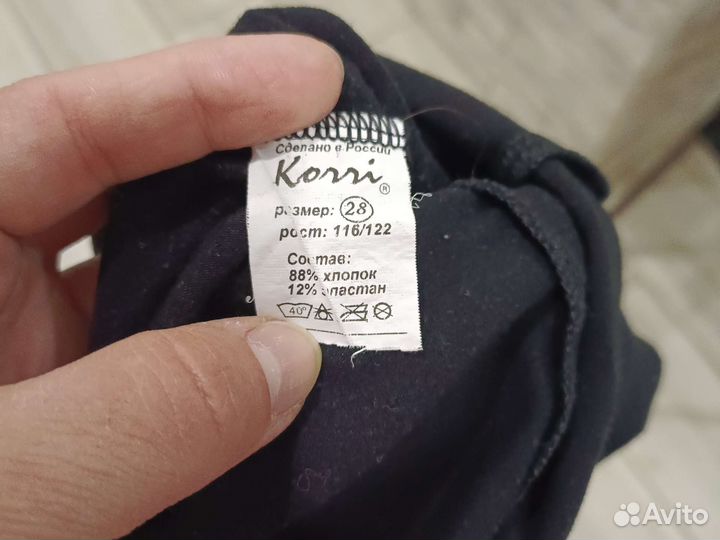 Сделано в России
Korri ®
размер: 28
рост: 116/122
Состав:
88% хлопок
12% эластан
40°
Avito